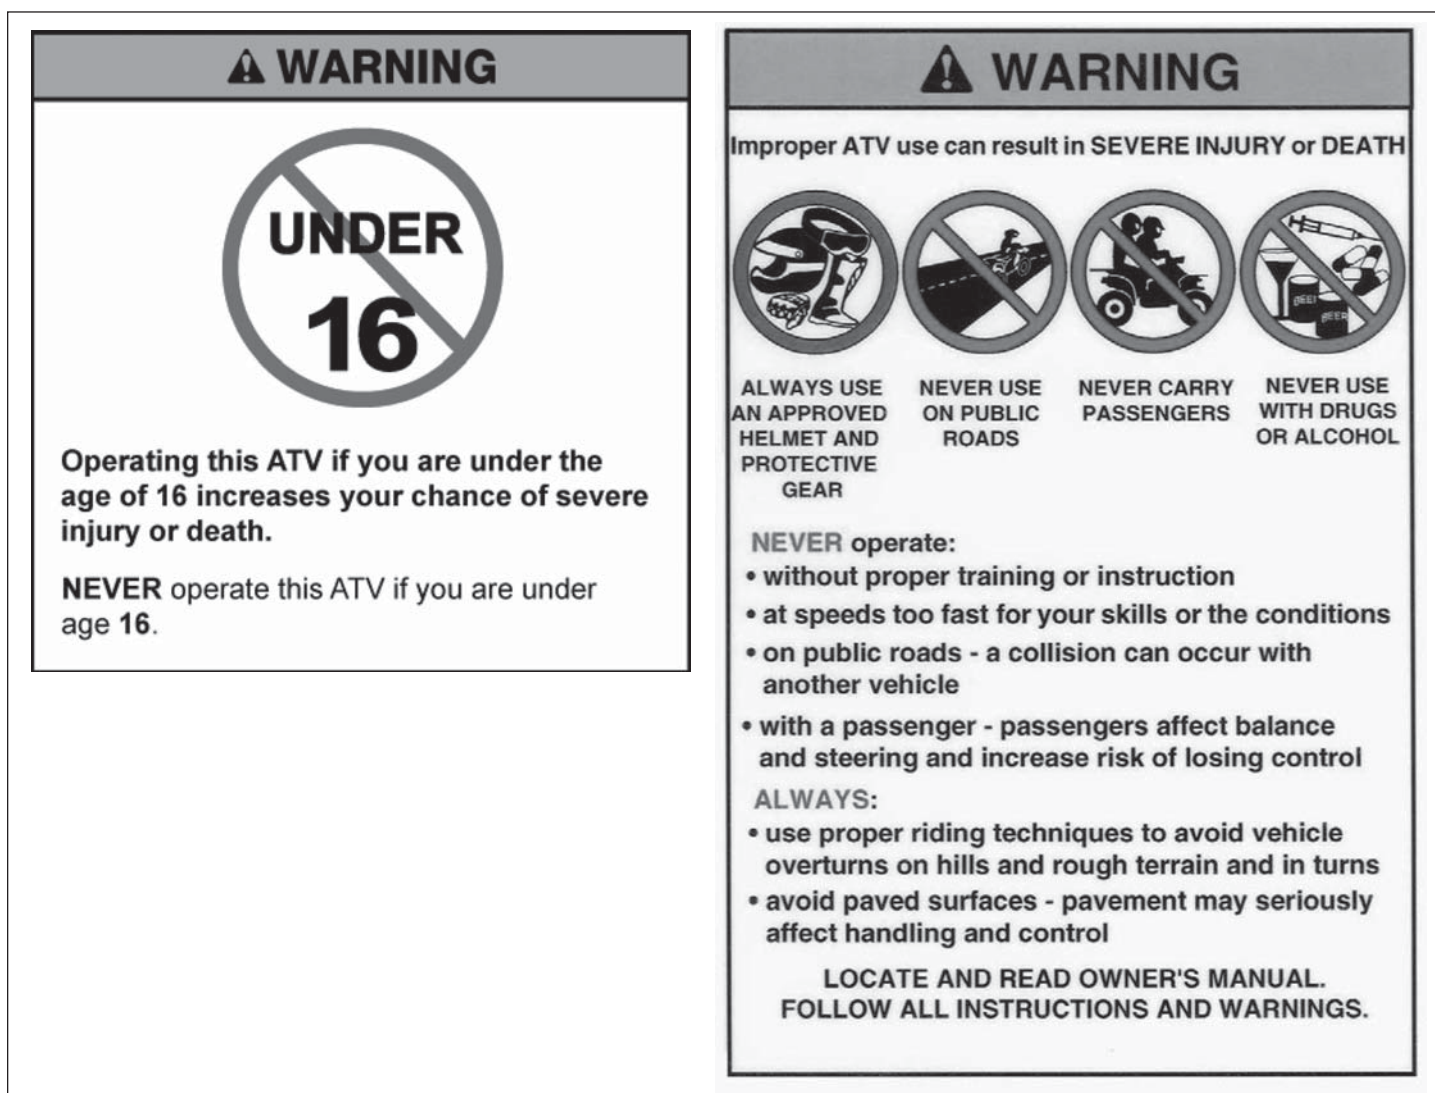 WARNING
UNDER
16
Operating this ATV if you are under the
age of 16 increases your chance of severe
injury or death.
NEVER operate this ATV if you are under
age 16.
WARNING
Improper ATV use can result in SEVERE INJURY or DEATH
BEER
BEER
ALWAYS USE
AN APPROVED
HELMET AND
PROTECTIVE
GEAR
NEVER USE
ON PUBLIC
ROADS
NEVER CARRY
PASSENGERS
NEVER USE
WITH DRUGS
OR ALCOHOL
NEVER operate:
• without proper training or instruction
• at speeds too fast for your skills or the conditions
• on public roads - a collision can occur with
another vehicle
• with a passenger - passengers affect balance
and steering and increase risk of losing control
ALWAYS:
• use proper riding techniques to avoid vehicle
overturns on hills and rough terrain and in turns
• avoid paved surfaces - pavement may seriously
affect handling and control
LOCATE AND READ OWNER'S MANUAL.
FOLLOW ALL INSTRUCTIONS AND WARNINGS.